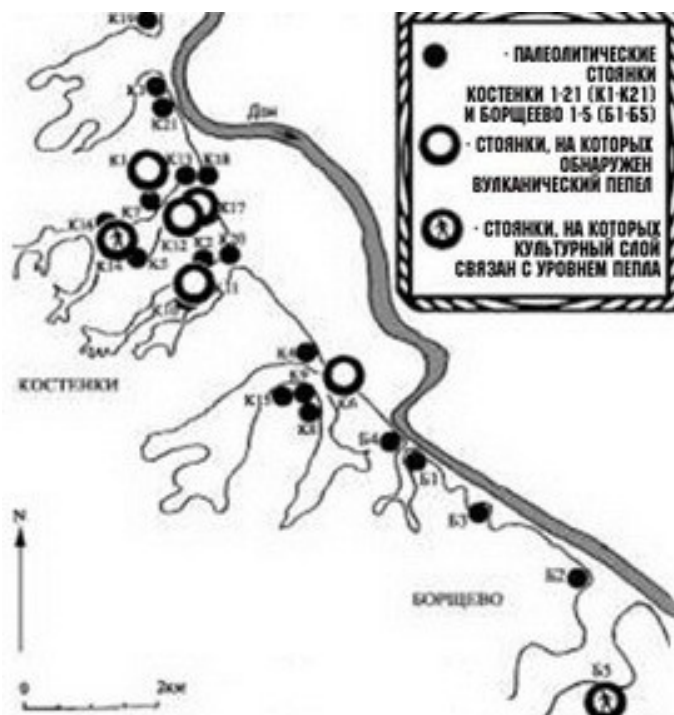 К19
Дон
К21
К1
К13
К18
К7
К17
К16
К12
К2
К20
К14
К5
К11
К10
К4
К9
К15
К6
К8
КОСТЕНКИ
Б4
Б1
Б3
Б2
БОРЩЕВО
Б5
N
0
2км
· ПАЛЕОЛИТИЧЕСКИЕ
СТОЯНКИ
КОСТЕНКИ 1-21 (К1-К21)
И БОРЩЕЕВО 1-5 (Б1-Б5)
· СТОЯНКИ, НА КОТОРЫХ
ОБНАРУЖЕН
ВУЛКАНИЧЕСКИЙ ПЕПЕЛ
· СТОЯНКИ, НА КОТОРЫХ
КУЛЬТУРНЫЙ СЛОЙ
СВЯЗАН С УРОВНЕМ ПЕПЛА